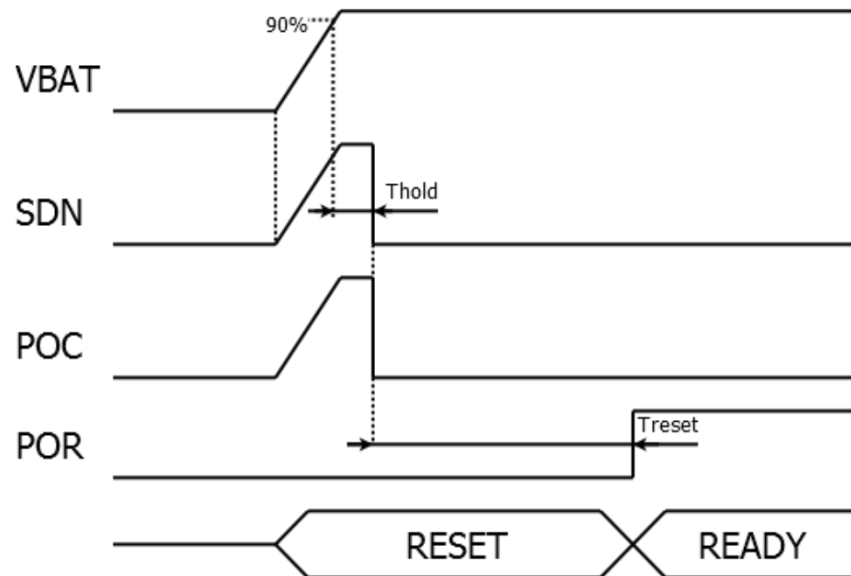 90%
VBAT
Thold
SDN
POC
Treset
POR
RESET READY